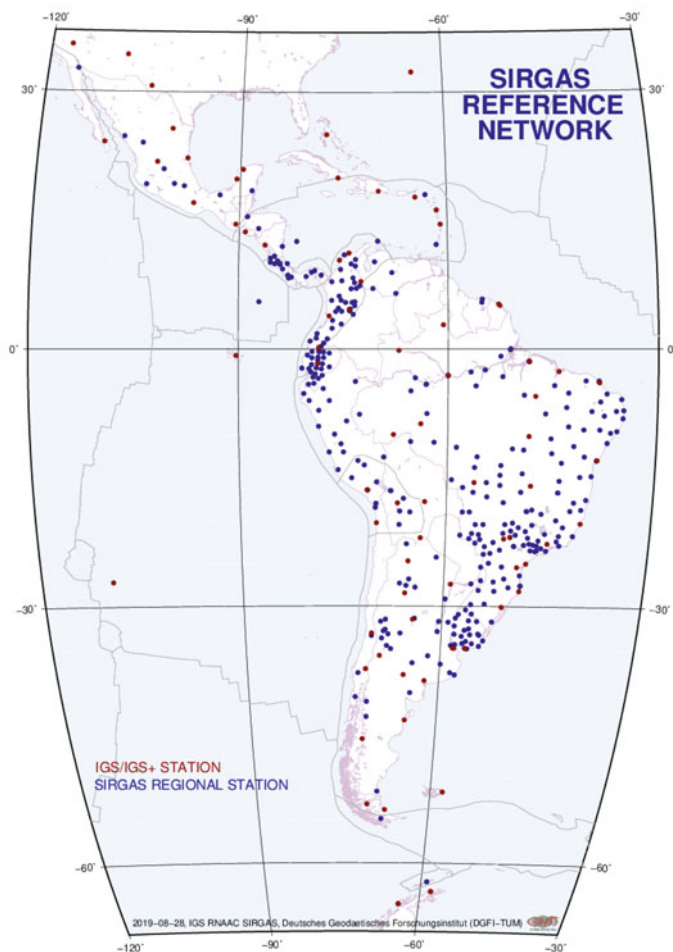 −120˚ −90˚ −60˚ −30˚
SIRGAS
REFERENCE
NETWORK
30˚ 30˚
0˚ 0˚
−30˚ −30˚
IGS/IGS+ STATION
SIRGAS REGIONAL STATION
−60˚ −60˚
2019−08−28, IGS RNAAC SIRGAS, Deutsches Geodaetisches Forschungsinstitut (DGFI−TUM)
−120˚ −90˚ −60˚ −30˚